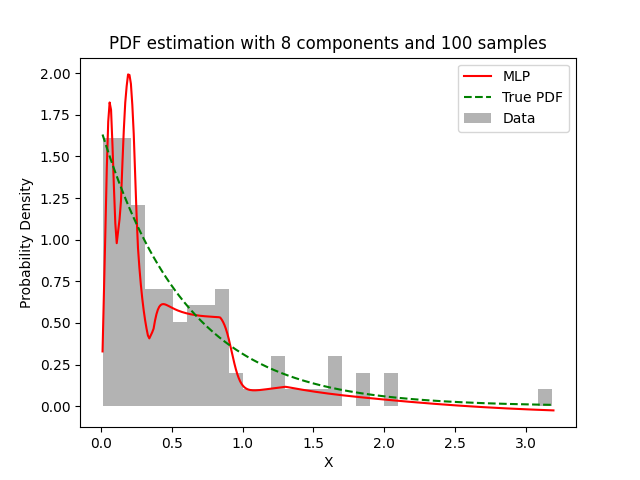 PDF estimation with 8 components and 100 samples
MLP
True PDF
Data
2.00
1.75
1.50
1.25
1.00
0.75
0.50
0.25
0.00
Probability Density
0.0 0.5 1.0 1.5 2.0 2.5 3.0
X